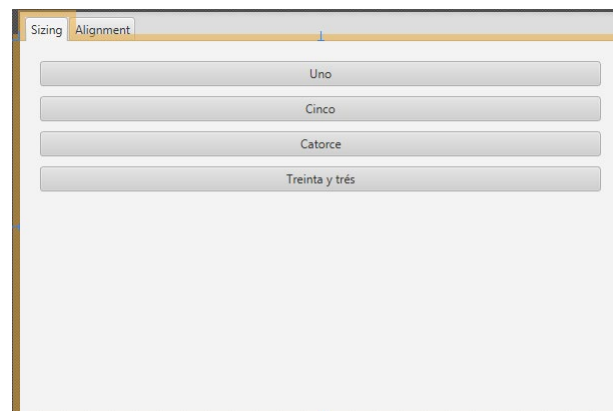 Sizing Alignment
Uno
Cinco
Catorce
Treinta y trés